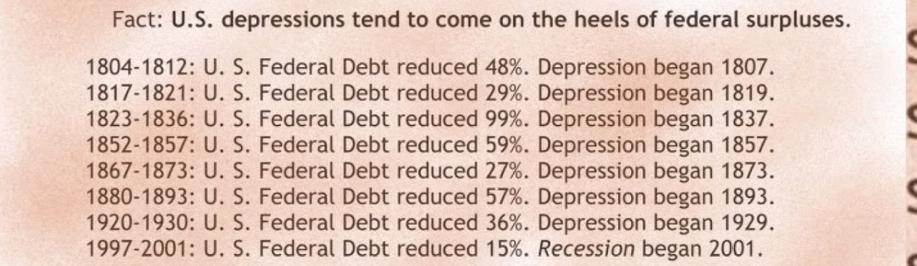 Fact: U.S. depressions tend to come on the heels of federal surpluses.
1804-1812: U. S. Federal Debt reduced 48%. Depression began 1807.
1817-1821: U. S. Federal Debt reduced 29%. Depression began 1819.
1823-1836: U. S. Federal Debt reduced 99%. Depression began 1837.
1852-1857: U. S. Federal Debt reduced 59%. Depression began 1857.
1867-1873: U. S. Federal Debt reduced 27%. Depression began 1873.
1880-1893: U. S. Federal Debt reduced 57%. Depression began 1893.
1920-1930: U. S. Federal Debt reduced 36%. Depression began 1929.
1997-2001: U. S. Federal Debt reduced 15%. Recession began 2001.